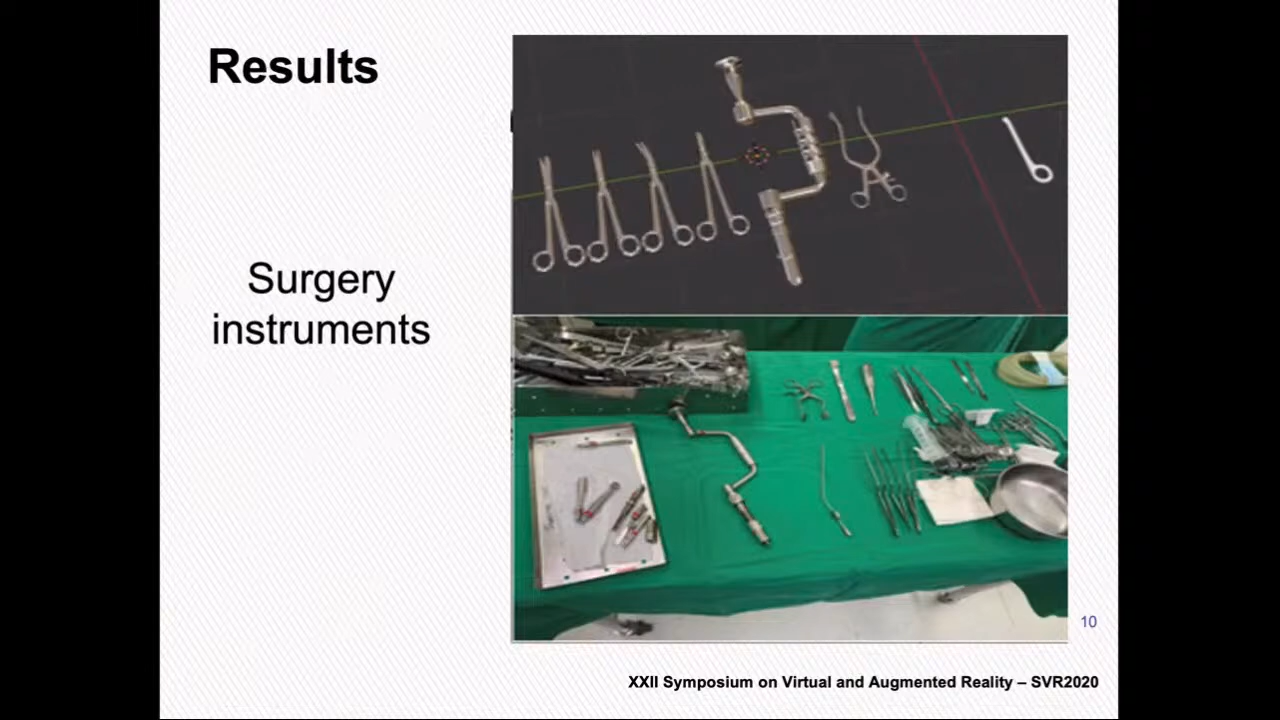 Results
Surgery
instruments
10
XXII Symposium on Virtual and Augmented Reality – SVR2020